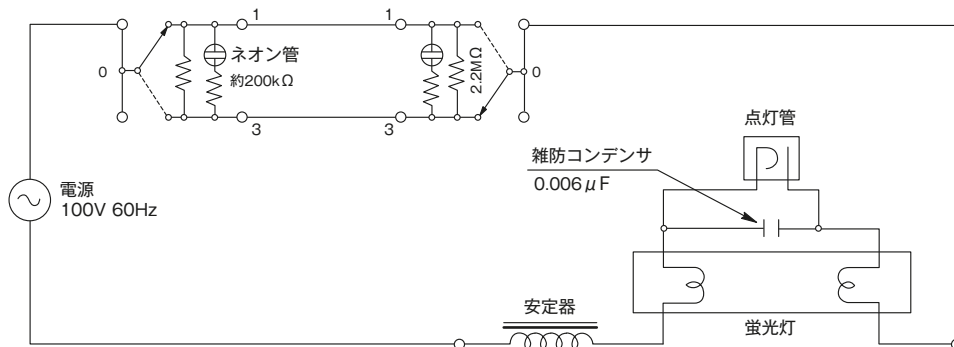 1
1
0
ネオン管
約200kΩ
2.2MΩ
0
3
3
点灯管
雑防コンデンサ
0.006μF
電源
100V 60Hz
安定器
蛍光灯